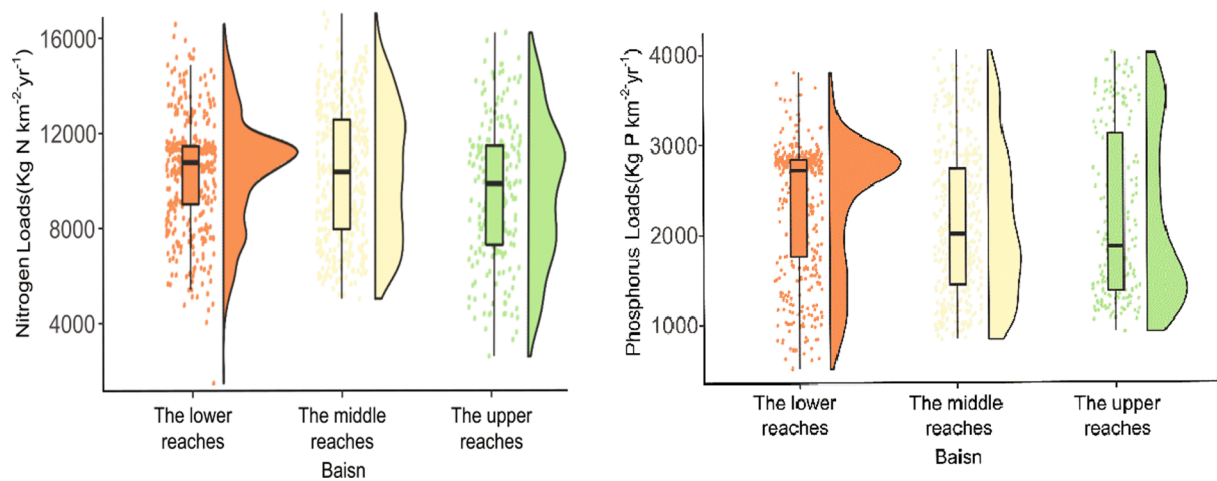 Nitrogen Loads(Kg N km-2-yr-1)
16000
12000
8000
4000
The lower
reaches
The middle
reaches
The upper
reaches
Baisn
Phosphorus Loads(Kg P km-2-yr-1)
4000
3000
2000
1000
The lower
reaches
The middle
reaches
The upper
reaches
Baisn